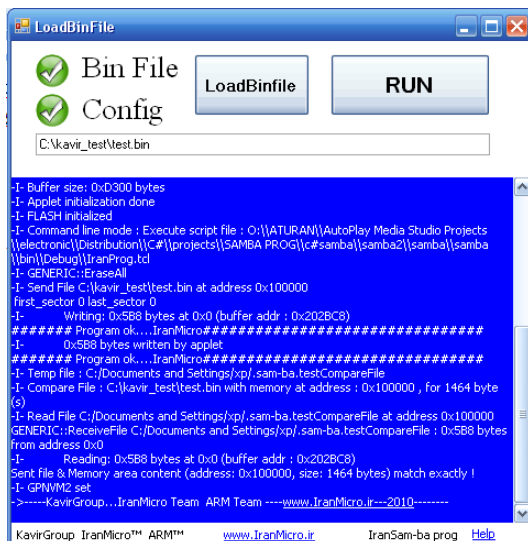 LoadBinFile
Bin File
Config
LoadBinfile
RUN
C:\kavir_test\test.bin
-I- Buffer size: 0xD300 bytes
-I- Applet initialization done
-I- FLASH initialized
-I- Command line mode : Execute script file : O:\\ATURAN\\AutoPlay Media Studio Projects
\\electronic\\Distribution\\C#\\projects\\SAMBA PROG\\c#samba\\samba2\\samba\\samba
\\bin\\Debug\\IranProg.tcl
-I- GENERIC::EraseAll
-I- Send File C:\kavir_test\test.bin at address 0x100000
first_sector 0 last_sector 0
-I- Writing: 0x5B8 bytes at 0x0 (buffer addr : 0x202BC8)
####### Program ok....IranMicro################################
-I- 0x5B8 bytes written by applet
####### Program ok....IranMicro################################
-I- Temp file : C:/Documents and Settings/xp/.sam-ba.testCompareFile
-I- Compare File : C:\kavir_test\test.bin with memory at address : 0x100000 , for 1464 byte
(s)
-I- Read File C:/Documents and Settings/xp/.sam-ba.testCompareFile at address 0x100000
GENERIC::ReceiveFile C:/Documents and Settings/xp/.sam-ba.testCompareFile : 0x5B8 bytes
from address 0x0
-I- Reading: 0x5B8 bytes at 0x0 (buffer addr : 0x202BC8)
Sent file & Memory area content (address: 0x100000, size: 1464 bytes) match exactly !
-I- GPNVM2 set
->-----KavirGroup...IranMicro Team ARM Team ----www.IranMicro.ir---2010--------
KavirGroup IranMicro™ ARM™
www.IranMicro.ir
IranSam-ba prog
Help